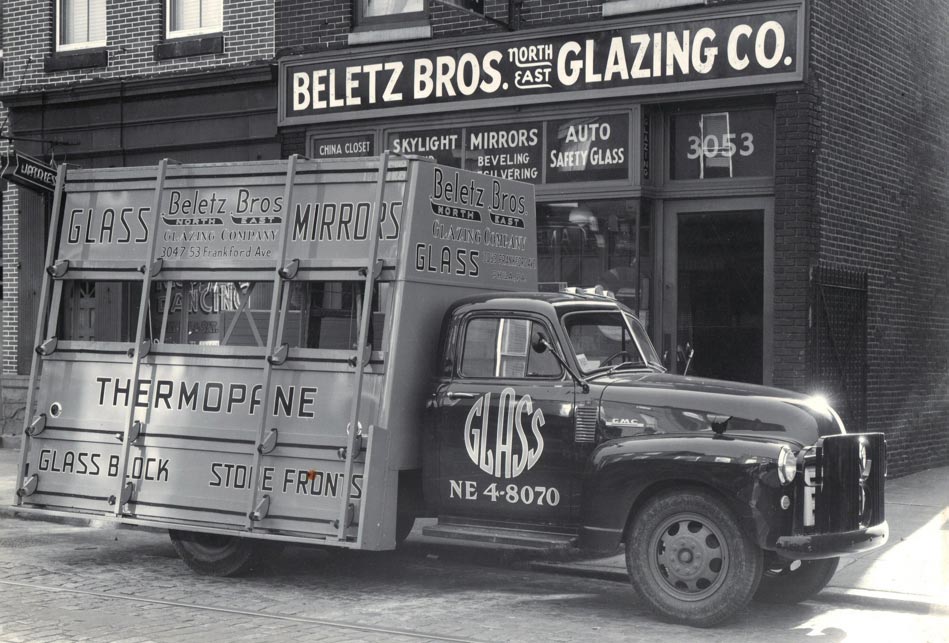 BELETZ BROS. NORTH EAST GLAZING CO.
CHINA CLOSET
SKYLIGHT
MIRRORS
BEVELING
AUTO
SAFETY GLASS
3053
GLASS
Beletz Bros
NORTH EAST
GLAZING COMPANY
3047-53 Frankford Ave
MIRRORS
Beletz Bros.
NORTH EAST
GLAZING COMPANY
GLASS
DANCING
THERMOPANE
GLASS BLOCK
STORE FRONTS
GLASS
NE 4-8070
GMC